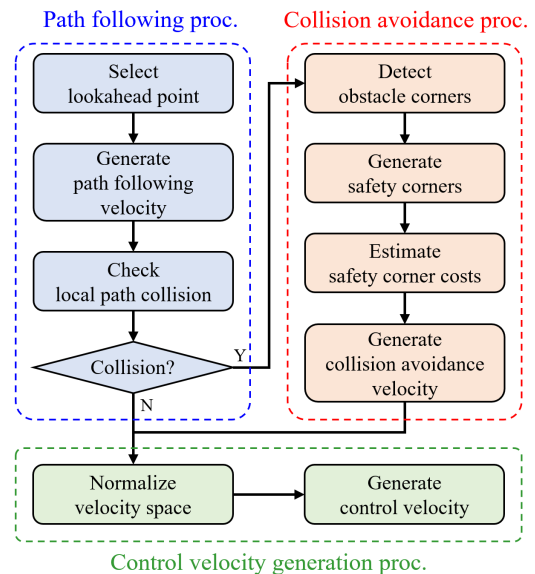 Path following proc.
Select
lookahead point
Generate
path following
velocity
Check
local path collision
Collision?
Y
N
Collision avoidance proc.
Detect
obstacle corners
Generate
safety corners
Estimate
safety corner costs
Generate
collision avoidance
velocity
Normalize
velocity space
Generate
control velocity
Control velocity generation proc.